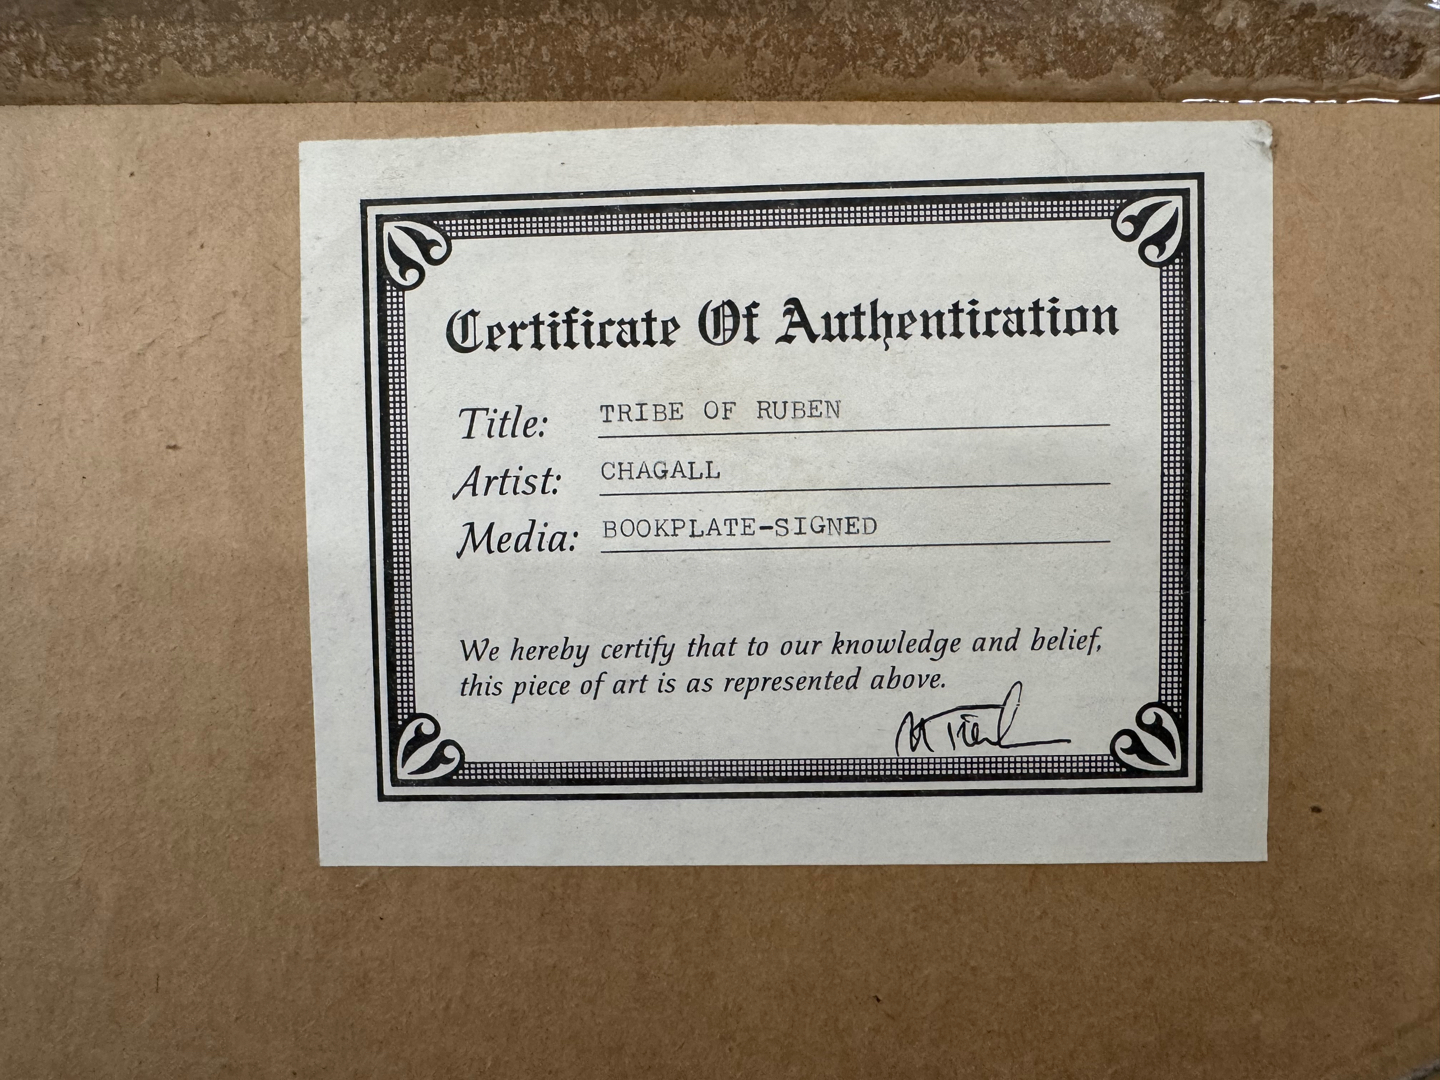 Certificate Of Authentication
Title: TRIBE OF RUBEN
Artist: CHAGALL
Media: BOOKPLATE-SIGNED
We hereby certify that to our knowledge and belief,
this piece of art is as represented above.